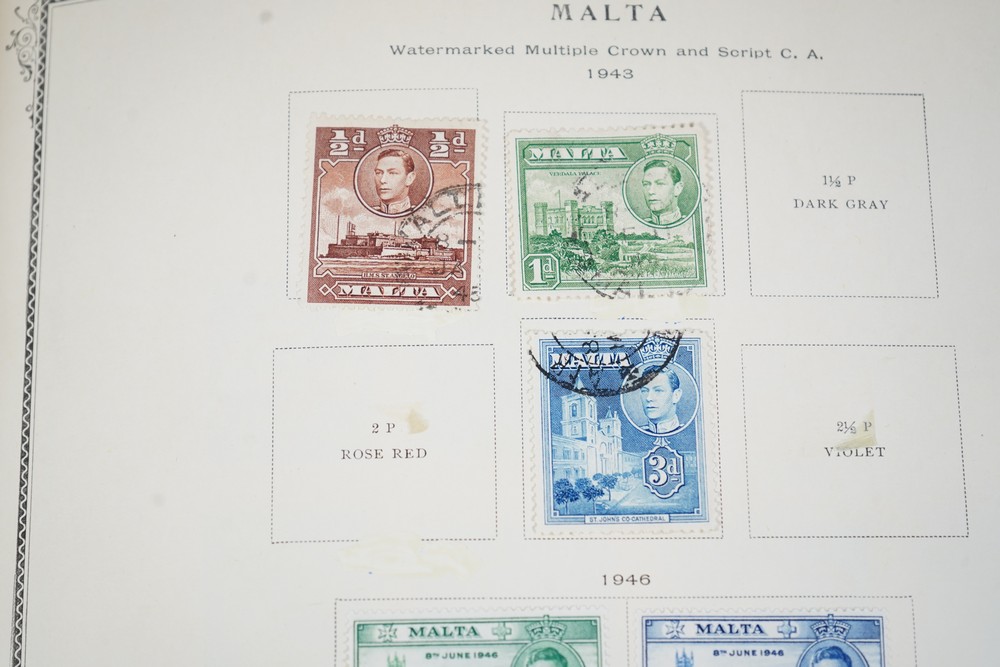 MALTA
Watermarked Multiple Crown and Script C. A.
1943
½d ½d
H.M.S. ST. ANGELO
MALTA
48
MALTA
VERDALA PALACE
1d
1½ P
DARK GRAY
2 P
ROSE RED
MALTA
3d
ST JOHN'S CO-CATHEDRAL
2½ P
VIOLET
1946
MALTA
8TH JUNE 1946
MALTA
8TH JUNE 1946